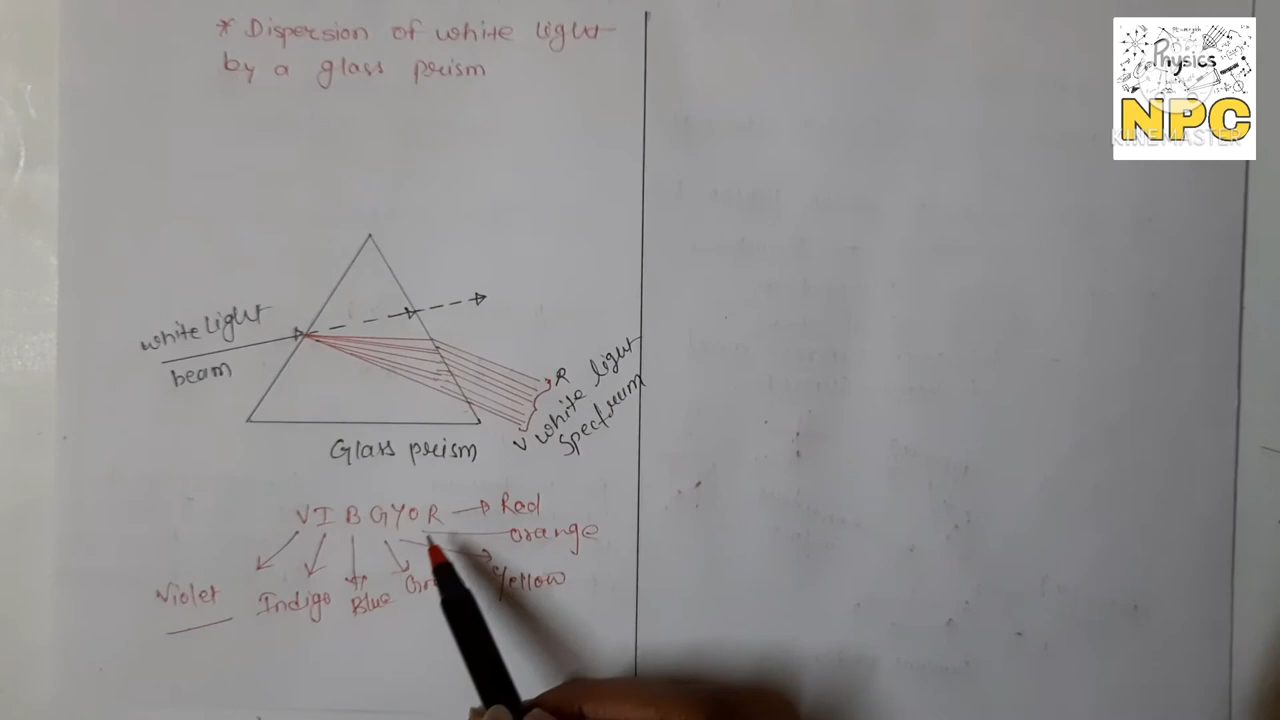 * Dispersion of white light
by a glass prism
Physics
NPC
KINEMASTER
white light
beam
R
V white light
Spectrum
Glass prism
V I B G Y O R → Red
orange
Yellow
Violet
Indigo
Blue